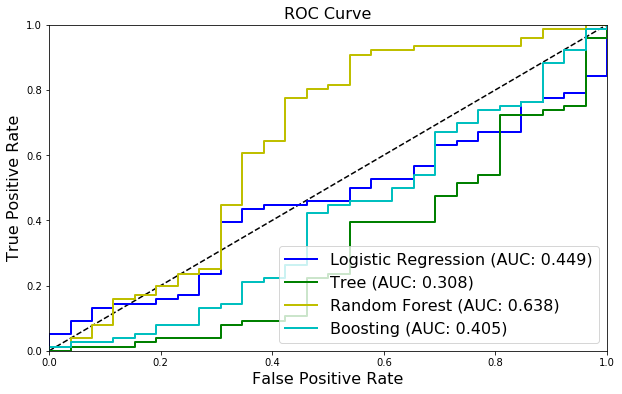 ROC Curve
True Positive Rate
1.0
0.8
0.6
0.4
0.2
0.0
0.0 0.2 0.4 0.6 0.8 1.0
False Positive Rate
Logistic Regression (AUC: 0.449)
Tree (AUC: 0.308)
Random Forest (AUC: 0.638)
Boosting (AUC: 0.405)